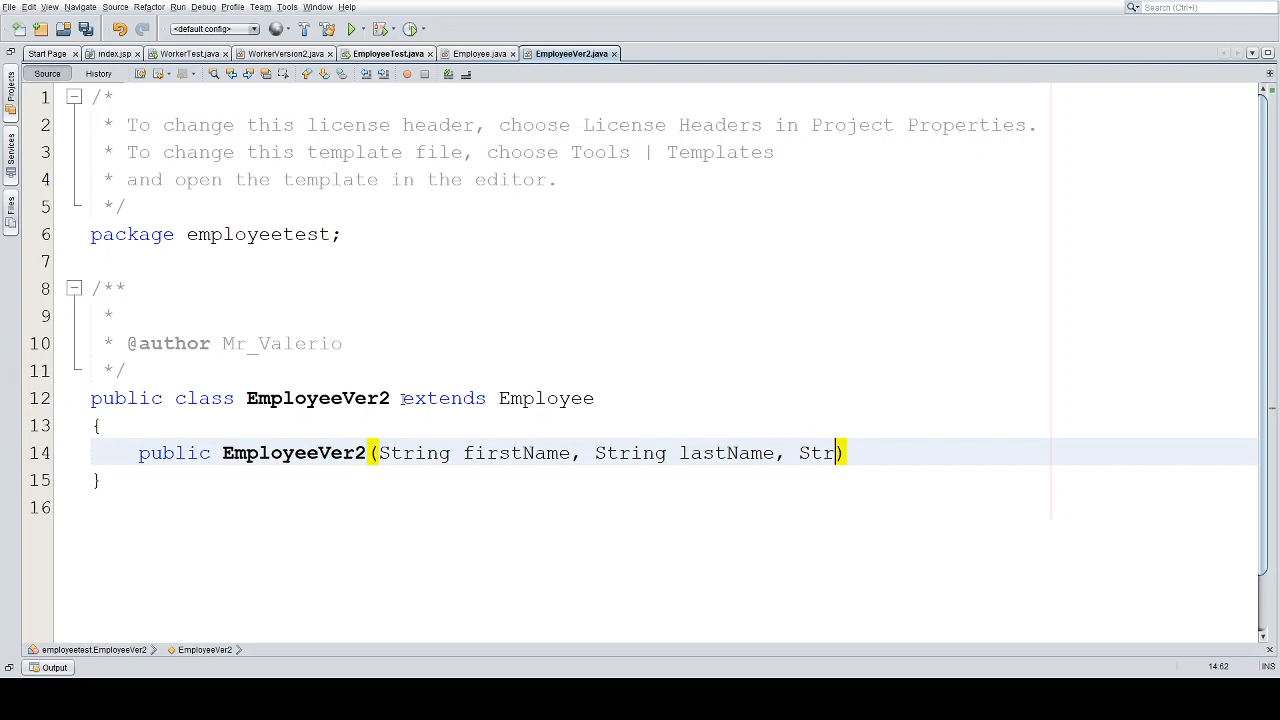 File Edit View Navigate Source Refactor Run Debug Profile Team Tools Window Help
Search (Ctrl+I)
<default config>
Start Page index.jsp WorkerTest.java WorkerVersion2.java EmployeeTest.java Employee.java EmployeeVer2.java
Source History
Projects
Services
Files
1 /*
2 * To change this license header, choose License Headers in Project Properties.
3 * To change this template file, choose Tools | Templates
4 * and open the template in the editor.
5 */
6 package employeetest;
7
8 /**
9 *
10 * @author Mr_Valerio
11 */
12 public class EmployeeVer2 extends Employee
13 {
14 public EmployeeVer2(String firstName, String lastName, Str)
15 }
16
employeetest.EmployeeVer2 EmployeeVer2
Output
14:62 INS